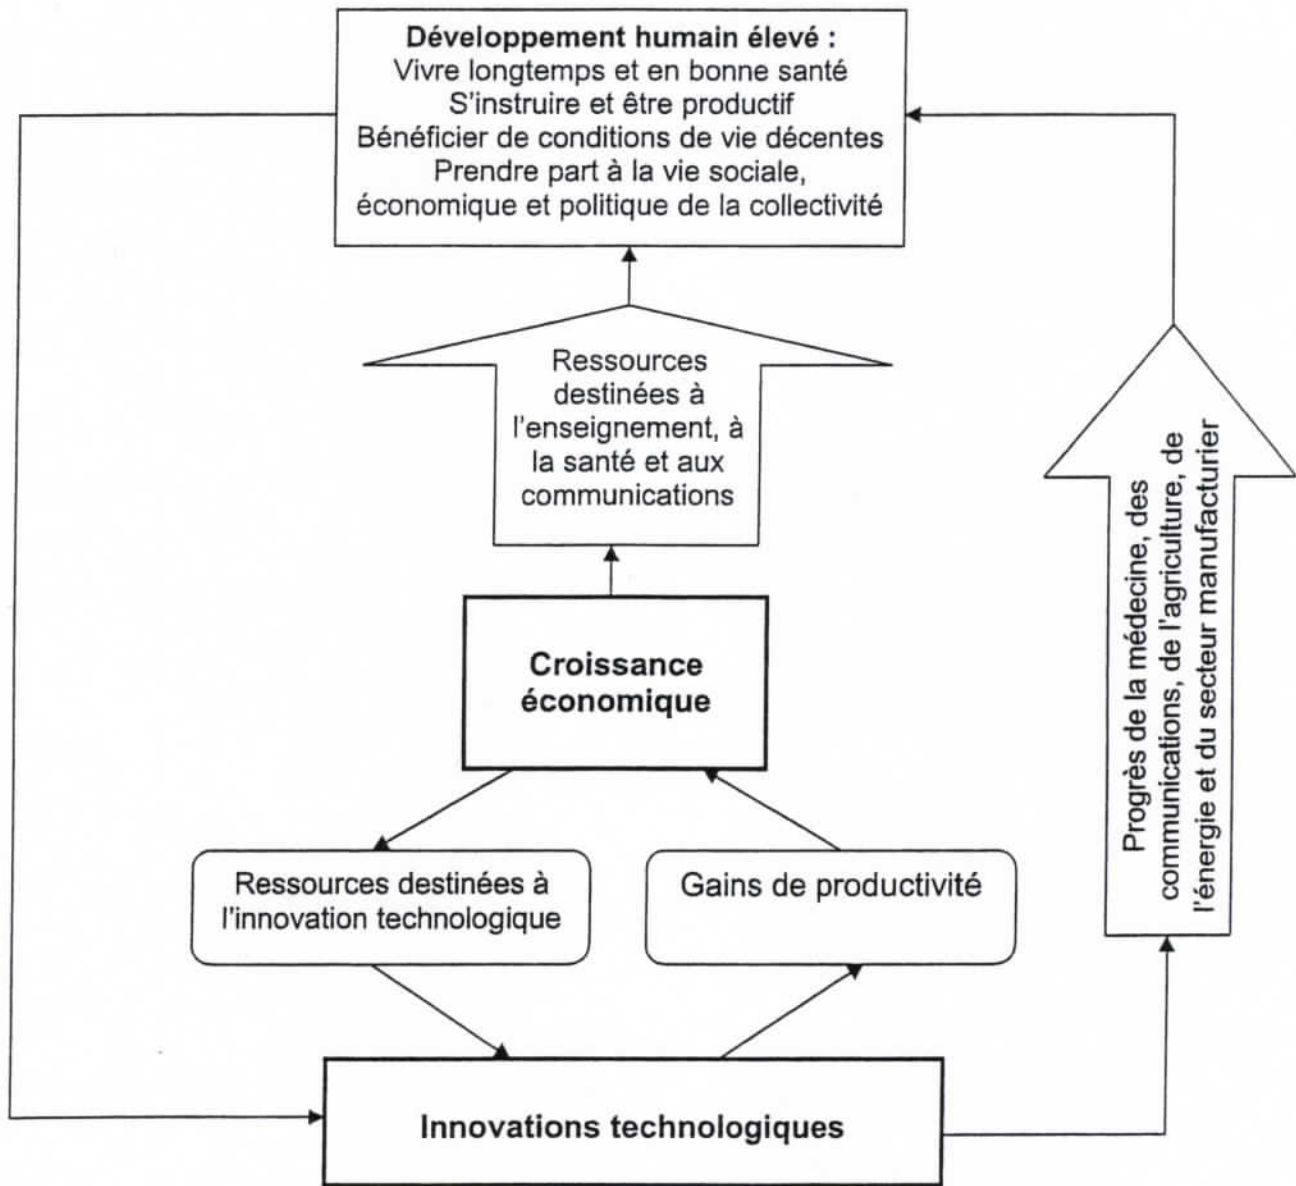 Développement humain élevé :
Vivre longtemps et en bonne santé
S'instruire et être productif
Bénéficier de conditions de vie décentes
Prendre part à la vie sociale,
économique et politique de la collectivité
Ressources
destinées à
l'enseignement, à
la santé et aux
communications
Progrès de la médecine, des
communications, de l'agriculture, de
l'énergie et du secteur manufacturier
Croissance
économique
Ressources destinées à
l'innovation technologique
Gains de productivité
Innovations technologiques